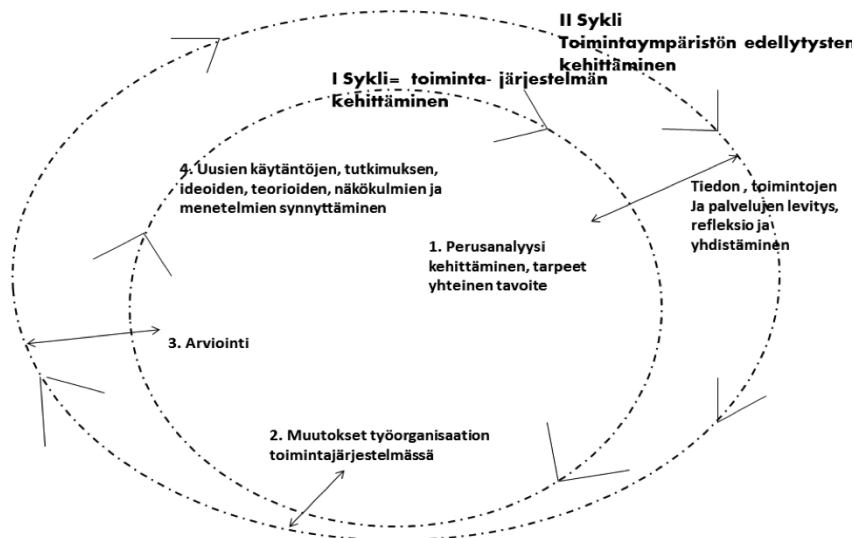 II Sykli
Toimintaympäristön edellytysten
kehittäminen
I Sykli= toiminta- järjestelmän
kehittäminen
4. Uusien käytäntöjen, tutkimuksen,
ideoiden, teorioiden, näkökulmien ja
menetelmien synnyttäminen
Tiedon , toimintojen
Ja palvelujen levitys,
refleksio ja
yhdistäminen
1. Perusanalyysi
kehittäminen, tarpeet
yhteinen tavoite
3. Arviointi
2. Muutokset työorganisaation
toimintajärjestelmässä